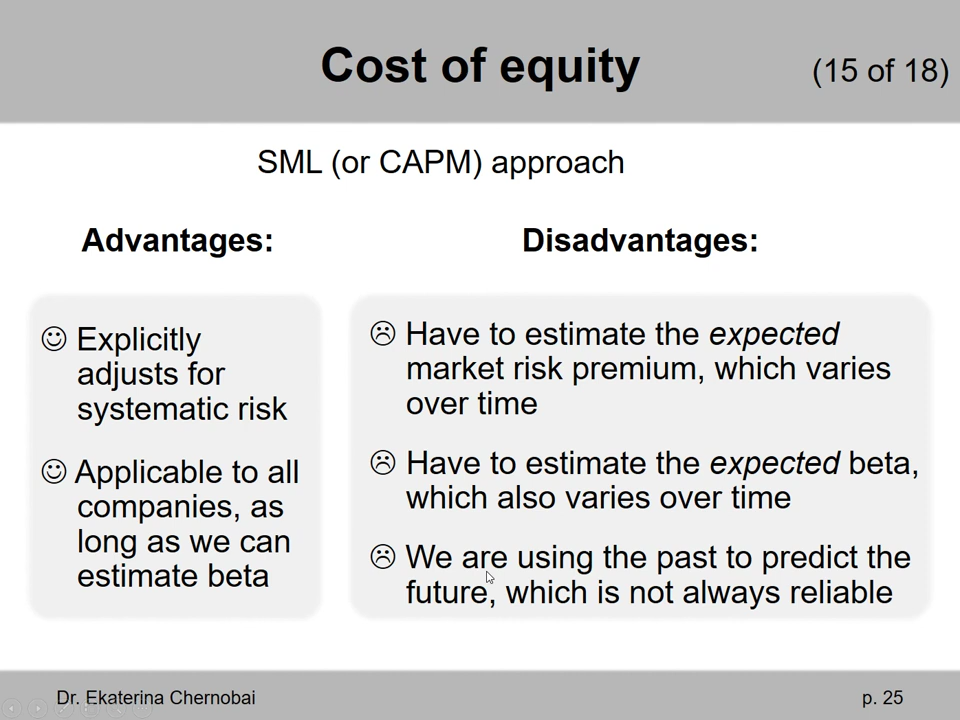 Cost of equity
(15 of 18)
SML (or CAPM) approach
Advantages:
☺ Explicitly
adjusts for
systematic risk
☺ Applicable to all
companies, as
long as we can
estimate beta
Disadvantages:
☹ Have to estimate the expected
market risk premium, which varies
over time
☹ Have to estimate the expected beta,
which also varies over time
☹ We are using the past to predict the
future, which is not always reliable
Dr. Ekaterina Chernobai
p. 25